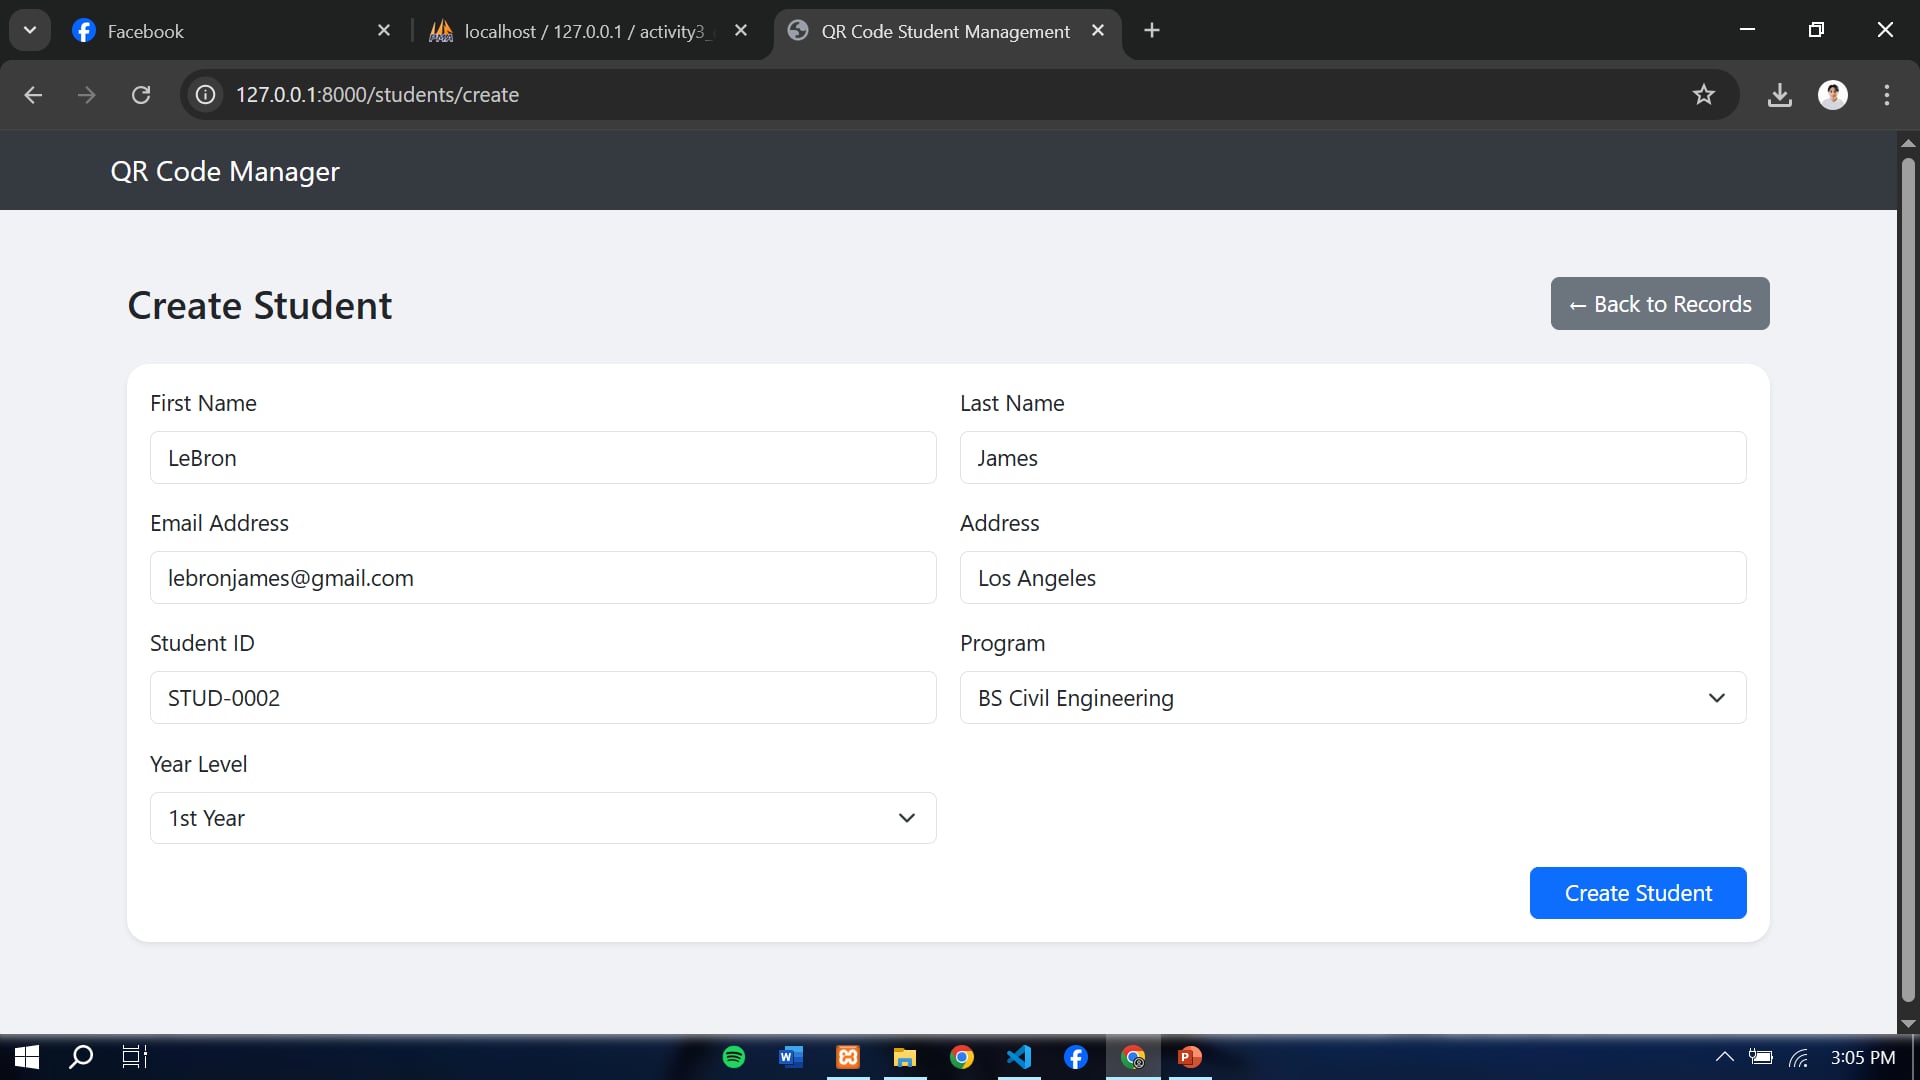 Facebook
localhost / 127.0.0.1 / activity3_
QR Code Student Management
127.0.0.1:8000/students/create
QR Code Manager
Create Student
← Back to Records
First Name
Last Name
LeBron
James
Email Address
Address
lebronjames@gmail.com
Los Angeles
Student ID
Program
STUD-0002
BS Civil Engineering
Year Level
1st Year
Create Student
3:05 PM